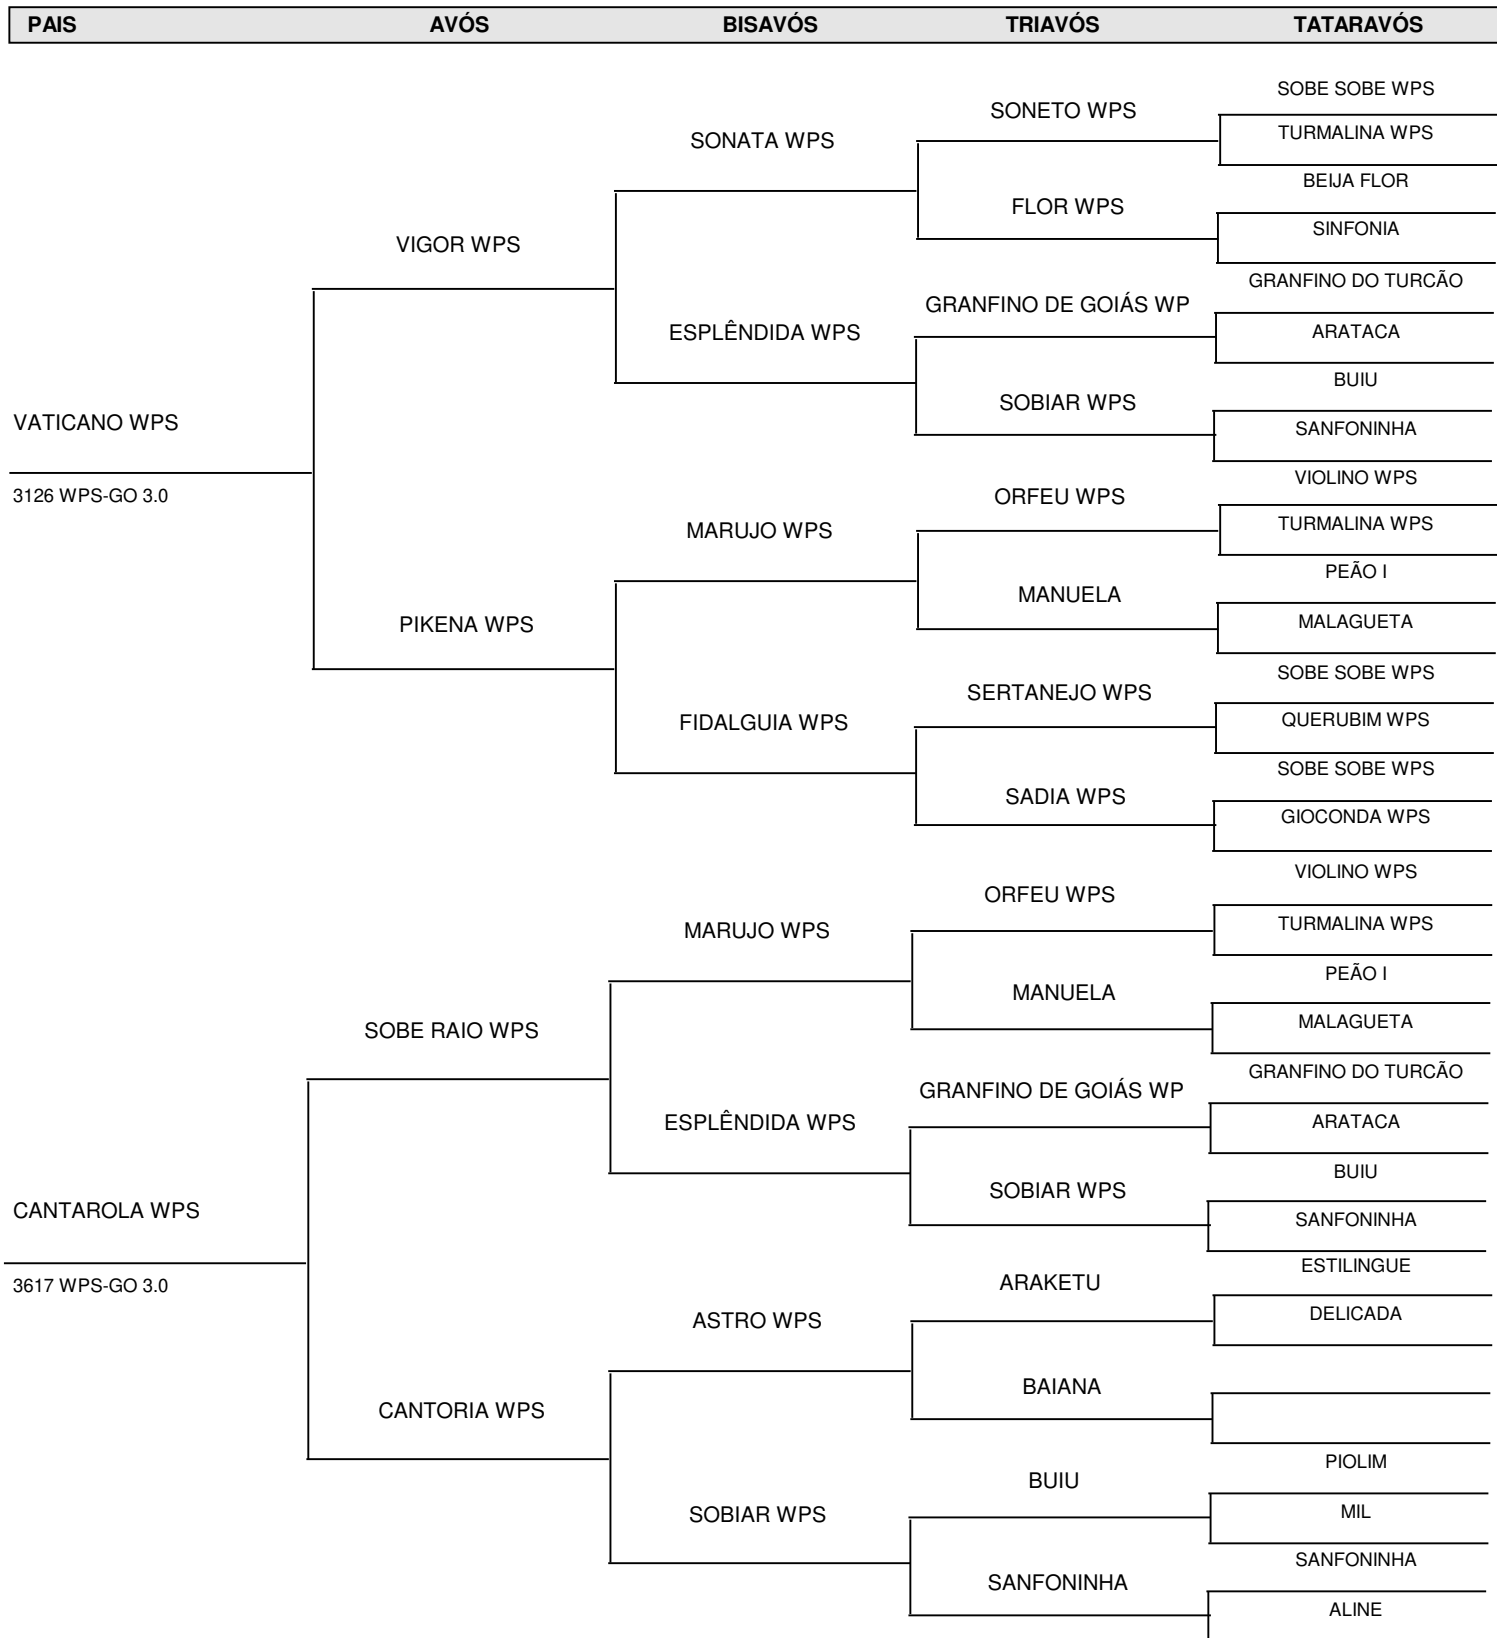 PAIS AVÓS BISAVÓS TRIAVÓS TATARAVÓS
SOBE SOBE WPS
SONETO WPS
TURMALINA WPS
SONATA WPS
BEIJA FLOR
FLOR WPS
SINFONIA
VIGOR WPS
GRANFINO DO TURCÃO
GRANFINO DE GOIÁS WP
ARATACA
ESPLÊNDIDA WPS
BUIU
SOBIAR WPS
SANFONINHA
VATICANO WPS
3126 WPS-GO 3.0
VIOLINO WPS
ORFEU WPS
TURMALINA WPS
MARUJO WPS
PEÃO I
MANUELA
MALAGUETA
PIKENA WPS
SOBE SOBE WPS
SERTANEJO WPS
QUERUBIM WPS
FIDALGUIA WPS
SOBE SOBE WPS
SADIA WPS
GIOCONDA WPS
VIOLINO WPS
ORFEU WPS
TURMALINA WPS
MARUJO WPS
PEÃO I
MANUELA
MALAGUETA
SOBE RAIO WPS
GRANFINO DO TURCÃO
GRANFINO DE GOIÁS WP
ARATACA
ESPLÊNDIDA WPS
BUIU
SOBIAR WPS
SANFONINHA
CANTAROLA WPS
3617 WPS-GO 3.0
ESTILINGUE
ARAKETU
DELICADA
ASTRO WPS
BAIANA
CANTORIA WPS
PIOLIM
BUIU
MIL
SOBIAR WPS
SANFONINHA
SANFONINHA
ALINE